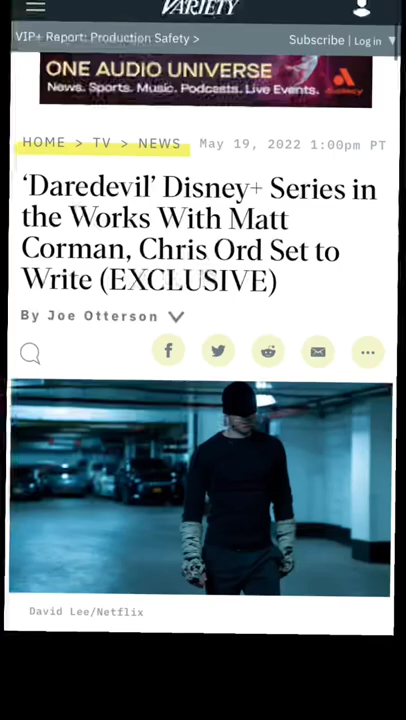 VARIETY
VIP+ Report: Production Safety >
Subscribe | Log in ▼
ONE AUDIO UNIVERSE
News. Sports. Music. Podcasts. Live Events.
Audacy
HOME > TV > NEWS May 19, 2022 1:00pm PT
‘Daredevil’ Disney+ Series in
the Works With Matt
Corman, Chris Ord Set to
Write (EXCLUSIVE)
By Joe Otterson
David Lee/Netflix